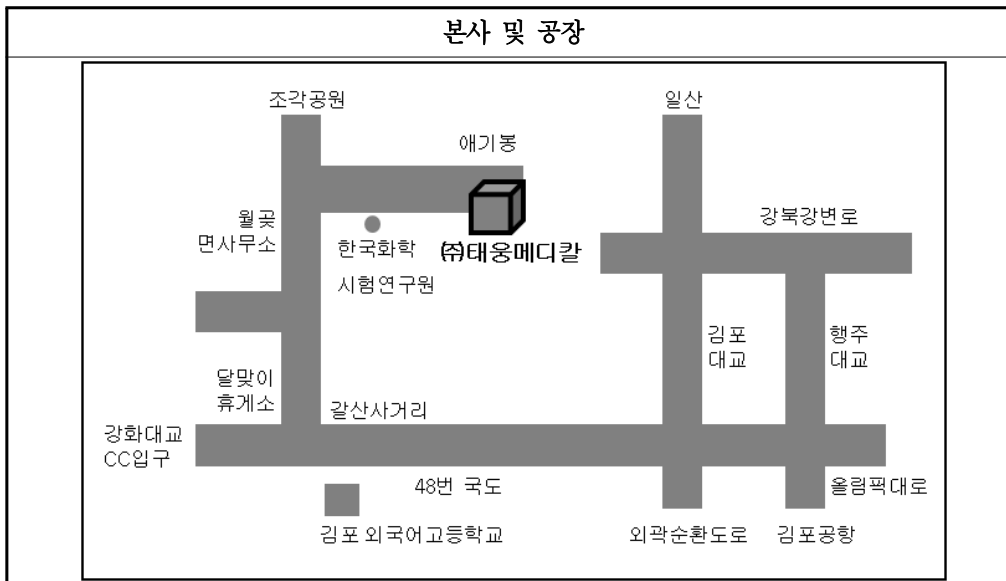 본사 및 공장
조각공원
일산
애기봉
월곶
면사무소
강북강변로
한국화학
시험연구원
㈜태웅메디칼
김포
대교
행주
대교
달맞이
휴게소
갈산사거리
강화대교
CC입구
48번 국도
올림픽대로
김포 외국어고등학교
외곽순환도로
김포공항